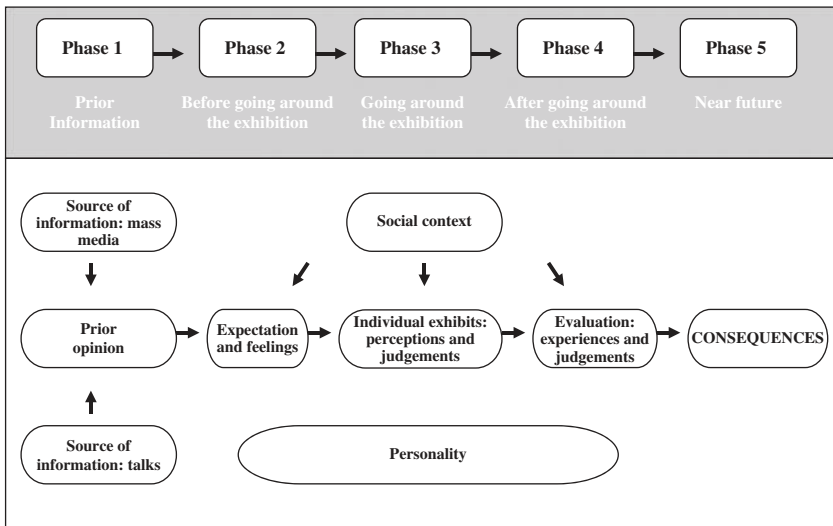 Phase 1
Phase 2
Phase 3
Phase 4
Phase 5
Prior
Information
Before going around
the exhibition
Going around
the exhibition
After going around
the exhibition
Near future
Source of
information: mass
media
Social context
Prior
opinion
Expectation
and feelings
Individual exhibits:
perceptions and
judgements
Evaluation:
experiences and
judgements
CONSEQUENCES
Source of
information: talks
Personality